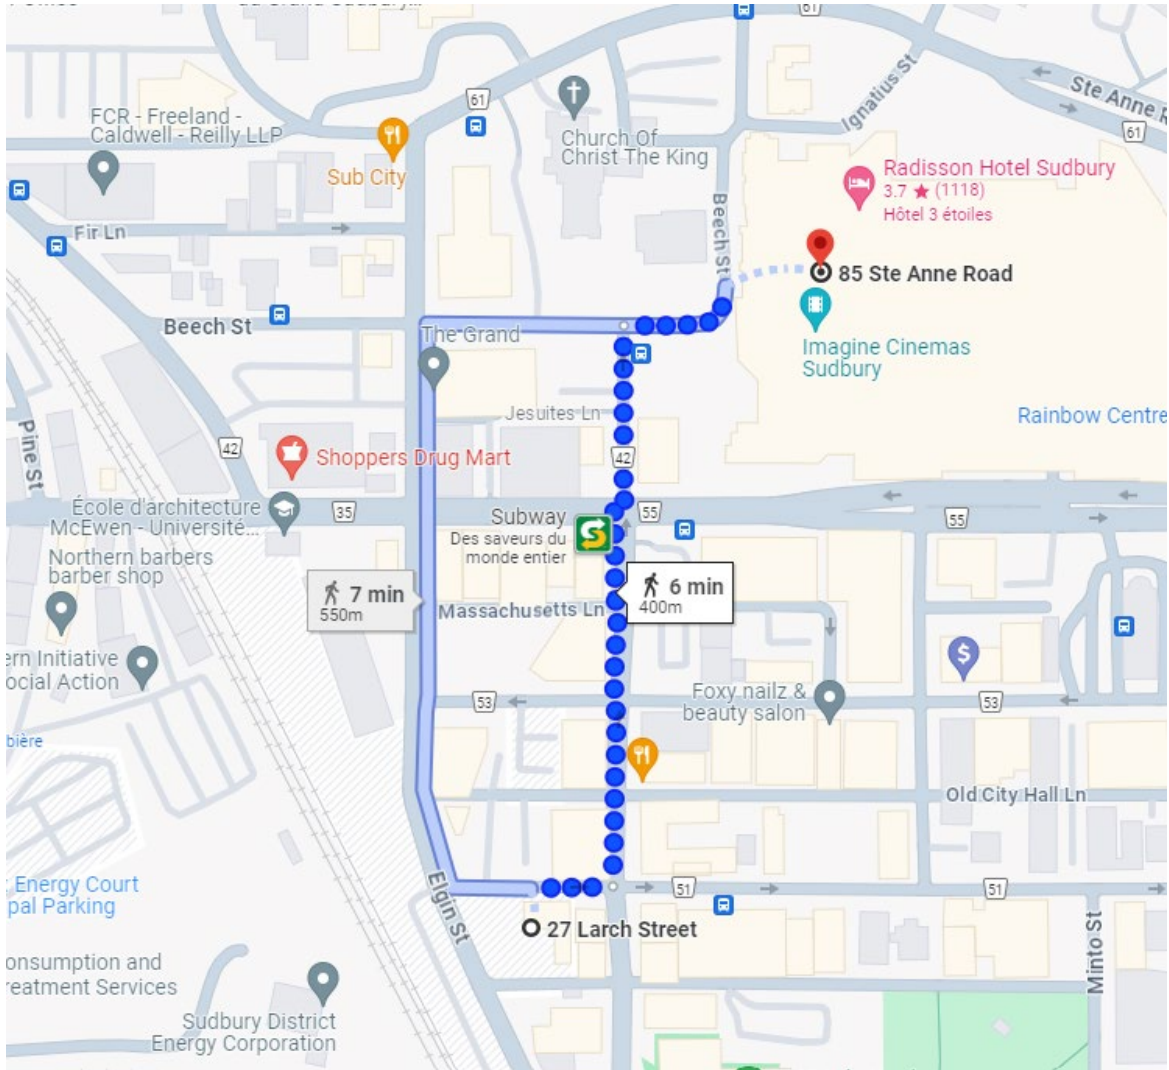 61
61
Ste Anne R
61
Ignatius St
FCR - Freeland -
Caldwell - Reilly LLP
Sub City
Church Of
Christ The King
Radisson Hotel Sudbury
3.7 ★ (1118)
Hôtel 3 étoiles
Beech St
Fir Ln
85 Ste Anne Road
Beech St
The Grand
Imagine Cinemas
Sudbury
Jesuites Ln
Rainbow Centre
Pine St
42
Shoppers Drug Mart
42
École d'architecture
McEwen - Université...
35
Subway
Des saveurs du
monde entier
55
55
Northern barbers
barber shop
7 min
550m
6 min
400m
Massachusetts Ln
ern Initiative
ocial Action
$
53
Foxy nailz &
beauty salon
53
bière
Old City Hall Ln
Energy Court
pal Parking
Elgin St
51
51
27 Larch Street
Minto St
onsumption and
reatment Services
Sudbury District
Energy Corporation